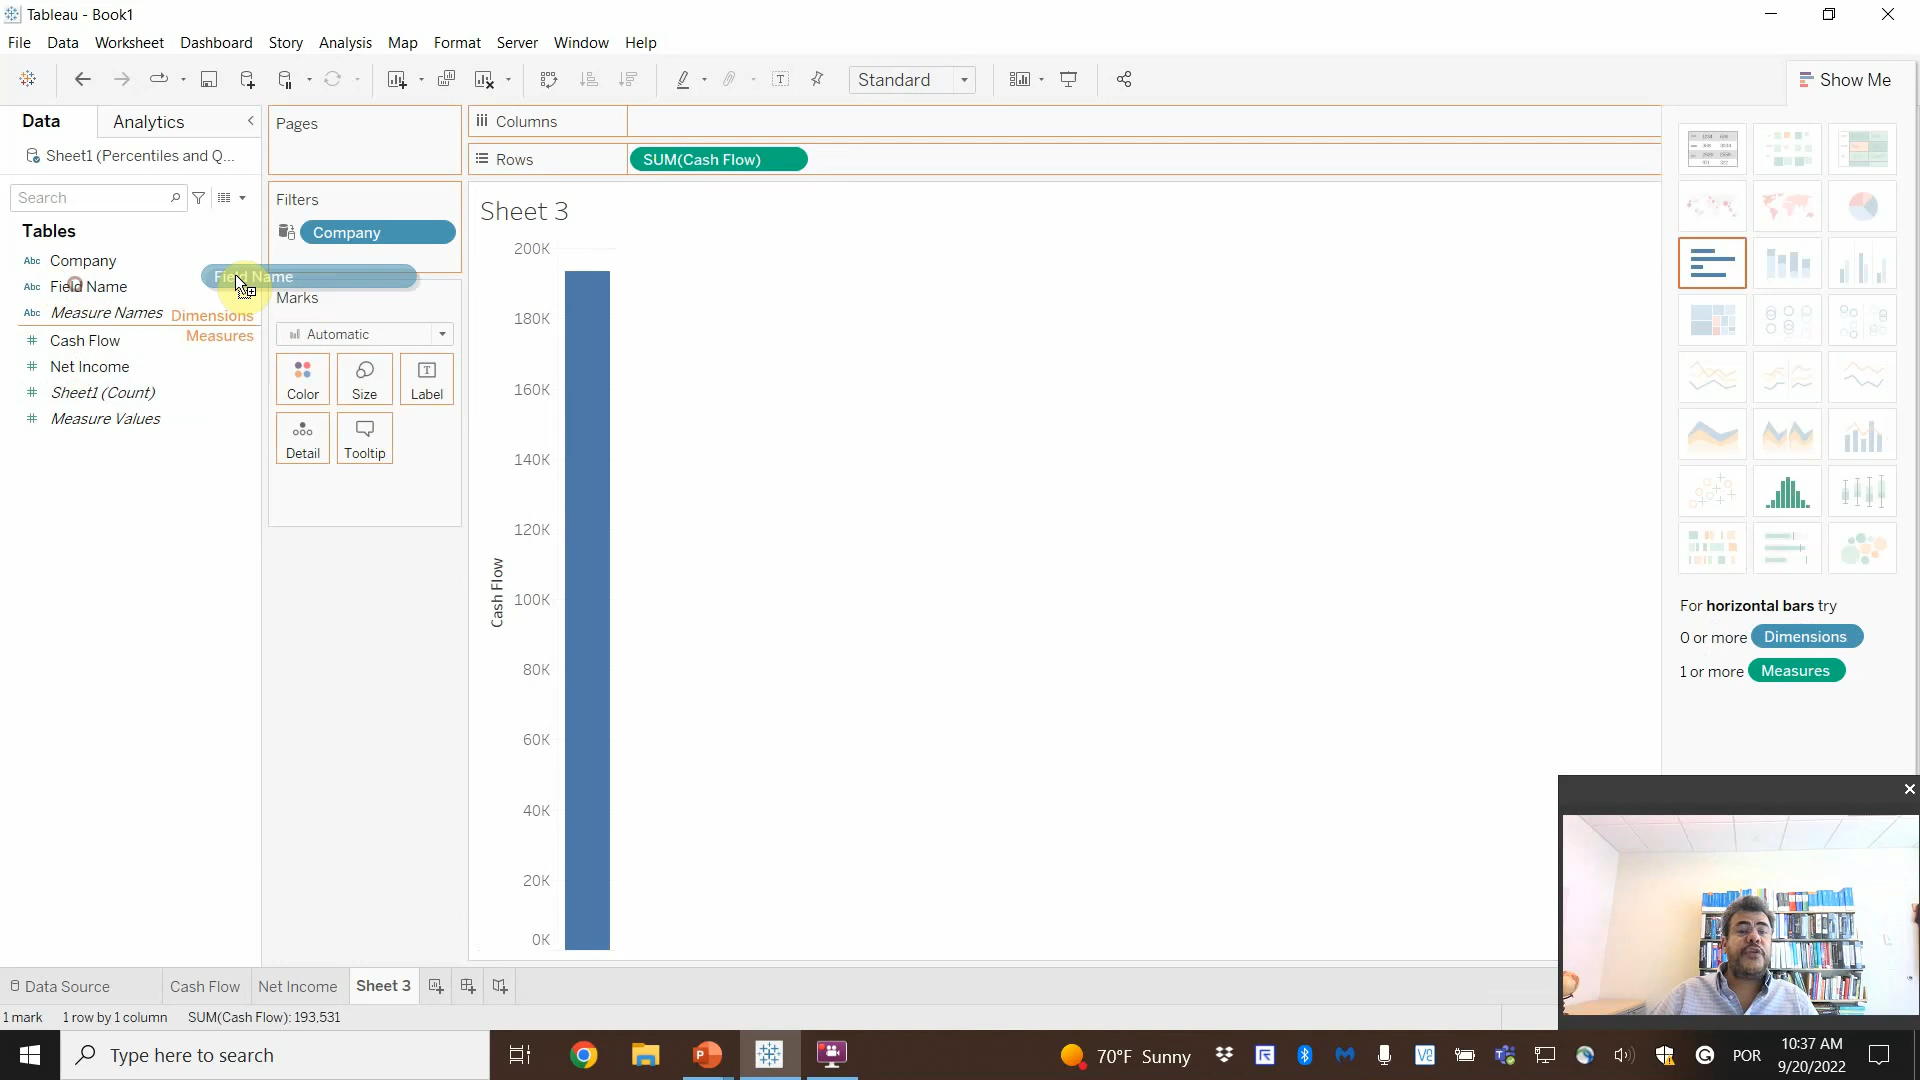 Tableau - Book1
File Data Worksheet Dashboard Story Analysis Map Format Server Window Help
Standard
Show Me
Data Analytics
Sheet1 (Percentiles and Q...
Search
Tables
Abc Company
Abc Field Name
Abc Measure Names
# Cash Flow
# Net Income
# Sheet1 (Count)
# Measure Values
Dimensions
Measures
Pages
Filters
Company
Field Name
Marks
Automatic
Color Size Label
Detail Tooltip
Columns
Rows SUM(Cash Flow)
Sheet 3
200K
180K
160K
140K
120K
100K
80K
60K
40K
20K
0K
Cash Flow
For horizontal bars try
0 or more Dimensions
1 or more Measures
Data Source Cash Flow Net Income Sheet 3
1 mark 1 row by 1 column SUM(Cash Flow): 193,531
Type here to search
70°F Sunny
POR
10:37 AM
9/20/2022